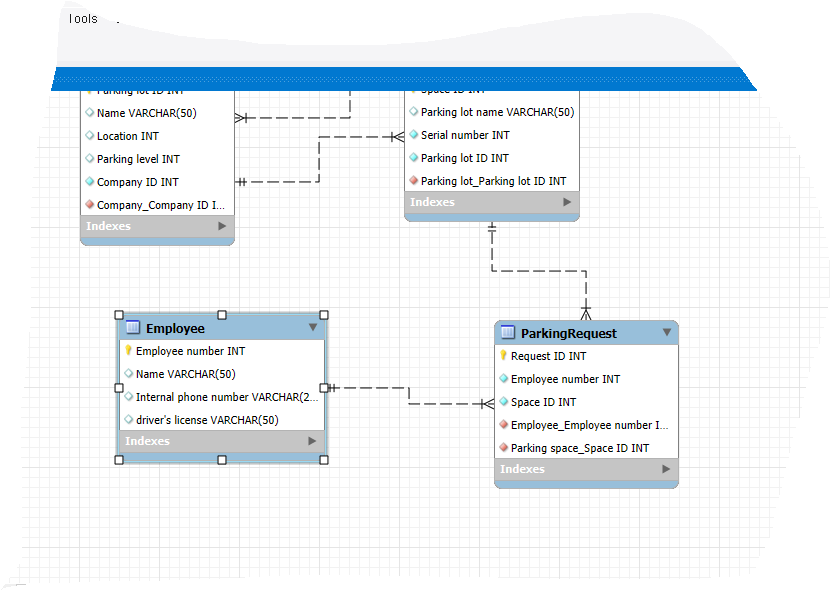 Tools
Parking lot ID INT
Name VARCHAR(50)
Location INT
Parking level INT
Company ID INT
Company_Company ID I...
Indexes
Space ID INT
Parking lot name VARCHAR(50)
Serial number INT
Parking lot ID INT
Parking lot_Parking lot ID INT
Indexes
Employee
Employee number INT
Name VARCHAR(50)
Internal phone number VARCHAR(2...
driver's license VARCHAR(50)
Indexes
ParkingRequest
Request ID INT
Employee number INT
Space ID INT
Employee_Employee number I...
Parking space_Space ID INT
Indexes